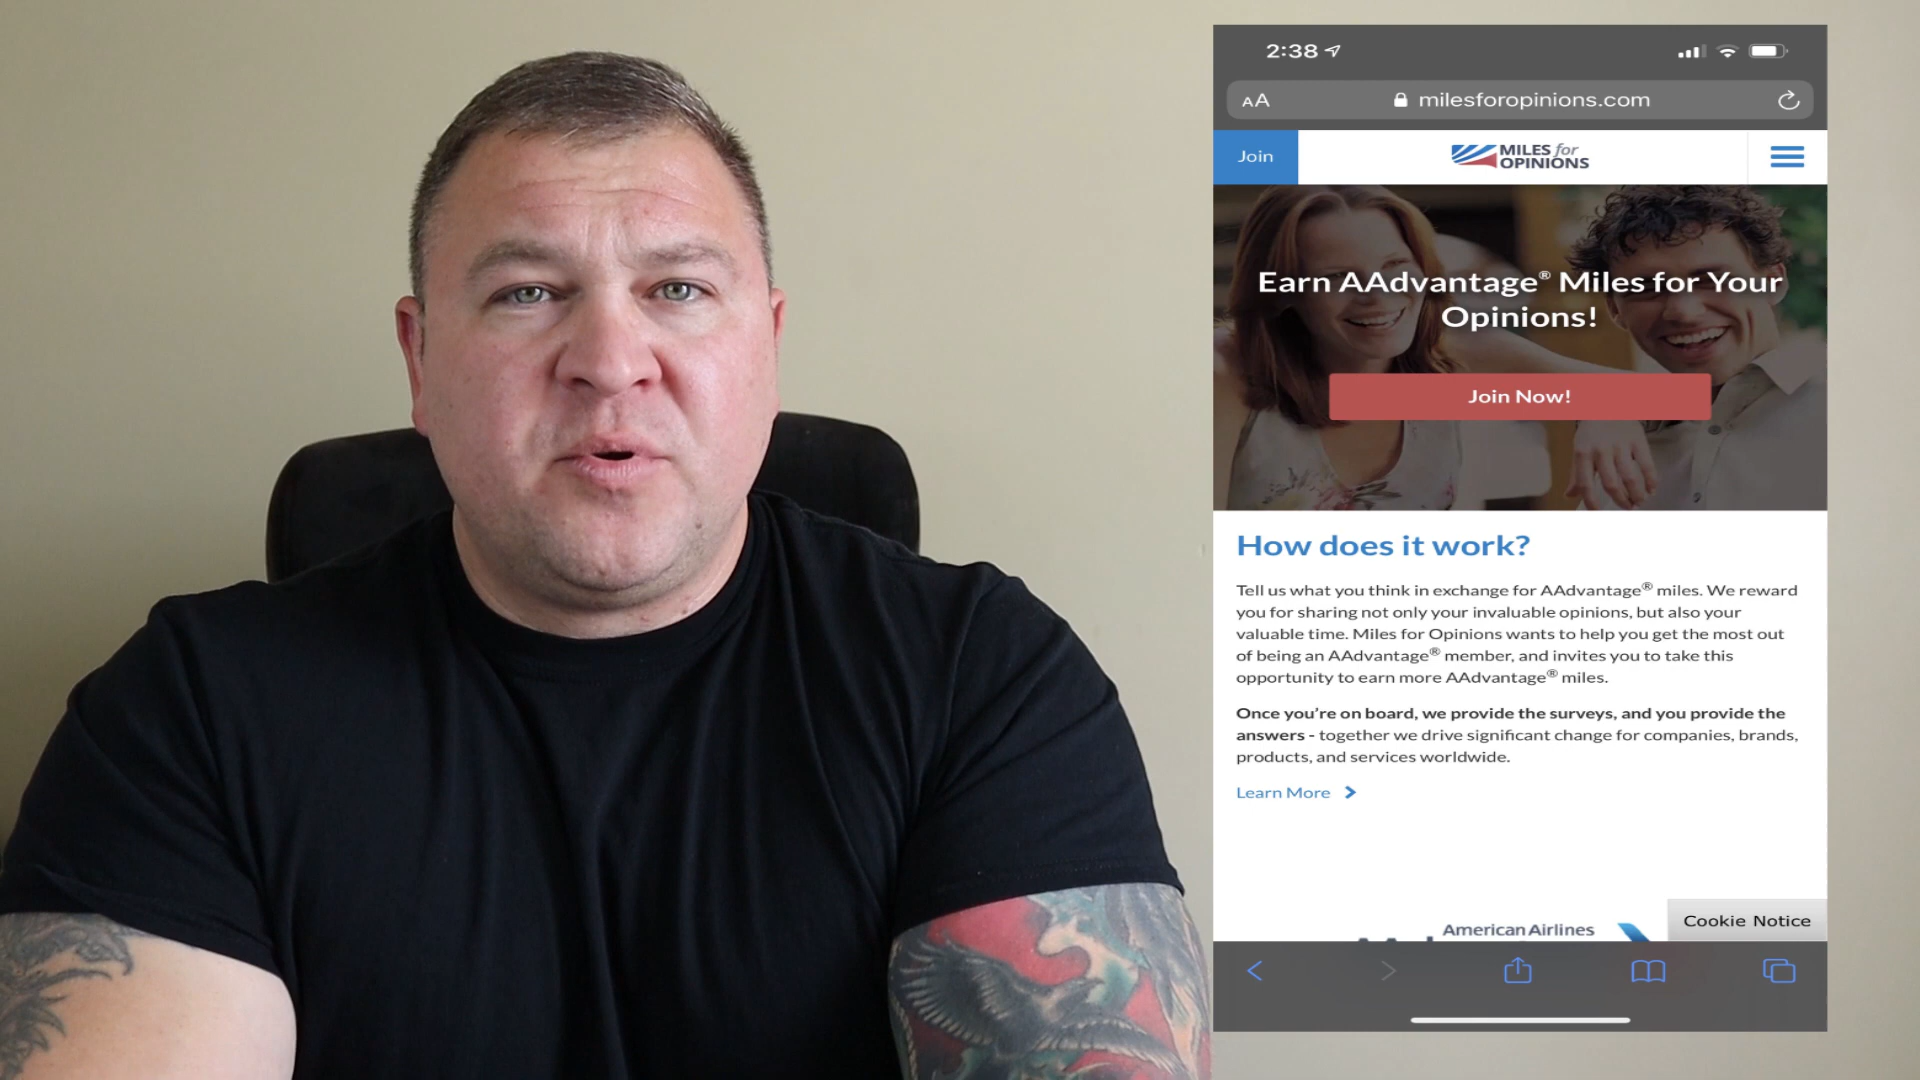 2:38
AA milesforopinions.com
Join
MILES for
OPINIONS
Earn AAdvantage® Miles for Your
Opinions!
Join Now!
How does it work?
Tell us what you think in exchange for AAdvantage® miles. We reward
you for sharing not only your invaluable opinions, but also your
valuable time. Miles for Opinions wants to help you get the most out
of being an AAdvantage® member, and invites you to take this
opportunity to earn more AAdvantage® miles.
Once you’re on board, we provide the surveys, and you provide the
answers - together we drive significant change for companies, brands,
products, and services worldwide.
Learn More
Cookie Notice
American Airlines